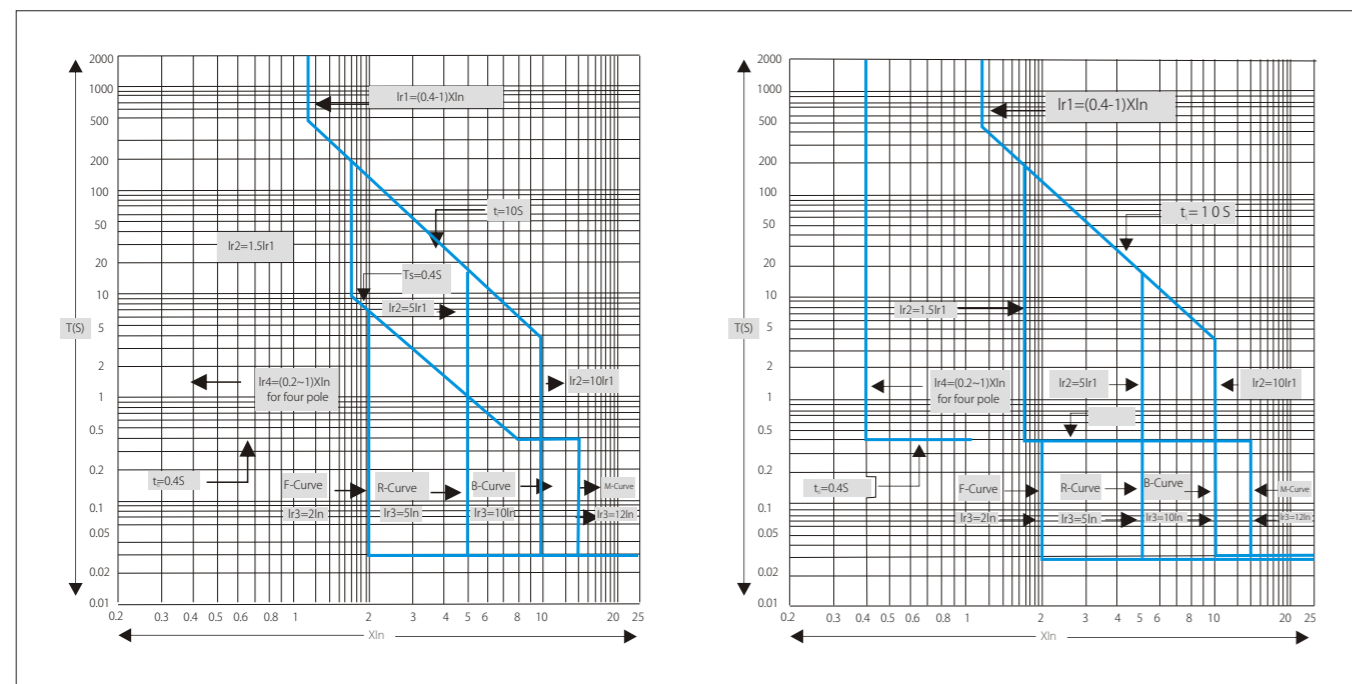 2000
1000
500
200
100
50
20
10
5
2
1
0.5
0.2
0.1
0.05
0.02
0.01
T(S)
Ir1=(0.4-1)XIn
t=10S
Ir2=1.5Ir1
Ts=0.4S
Ir2=5Ir1
Ir4=(0.2~1)XIn
for four pole
Ir2=10Ir1
t=0.4S
F-Curve R-Curve B-Curve M-Curve
Ir3=2In Ir3=5In Ir3=10In Ir3=12In
0.2 0.3 0.4 0.6 0.8 1 2 3 4 5 6 8 10 20 25
XIn
2000
1000
500
200
100
50
20
10
5
2
1
0.5
0.2
0.1
0.05
0.02
0.01
T(S)
Ir1=(0.4-1)XIn
t=10S
Ir2=1.5Ir1
Ir4=(0.2~1)XIn
for four pole
Ir2=5Ir1
Ir2=10Ir1
t=0.4S
F-Curve R-Curve B-Curve M-Curve
Ir3=2In Ir3=5In Ir3=10In Ir3=12In
0.2 0.3 0.4 0.6 0.8 1 2 3 4 5 6 8 10 20 25
XIn